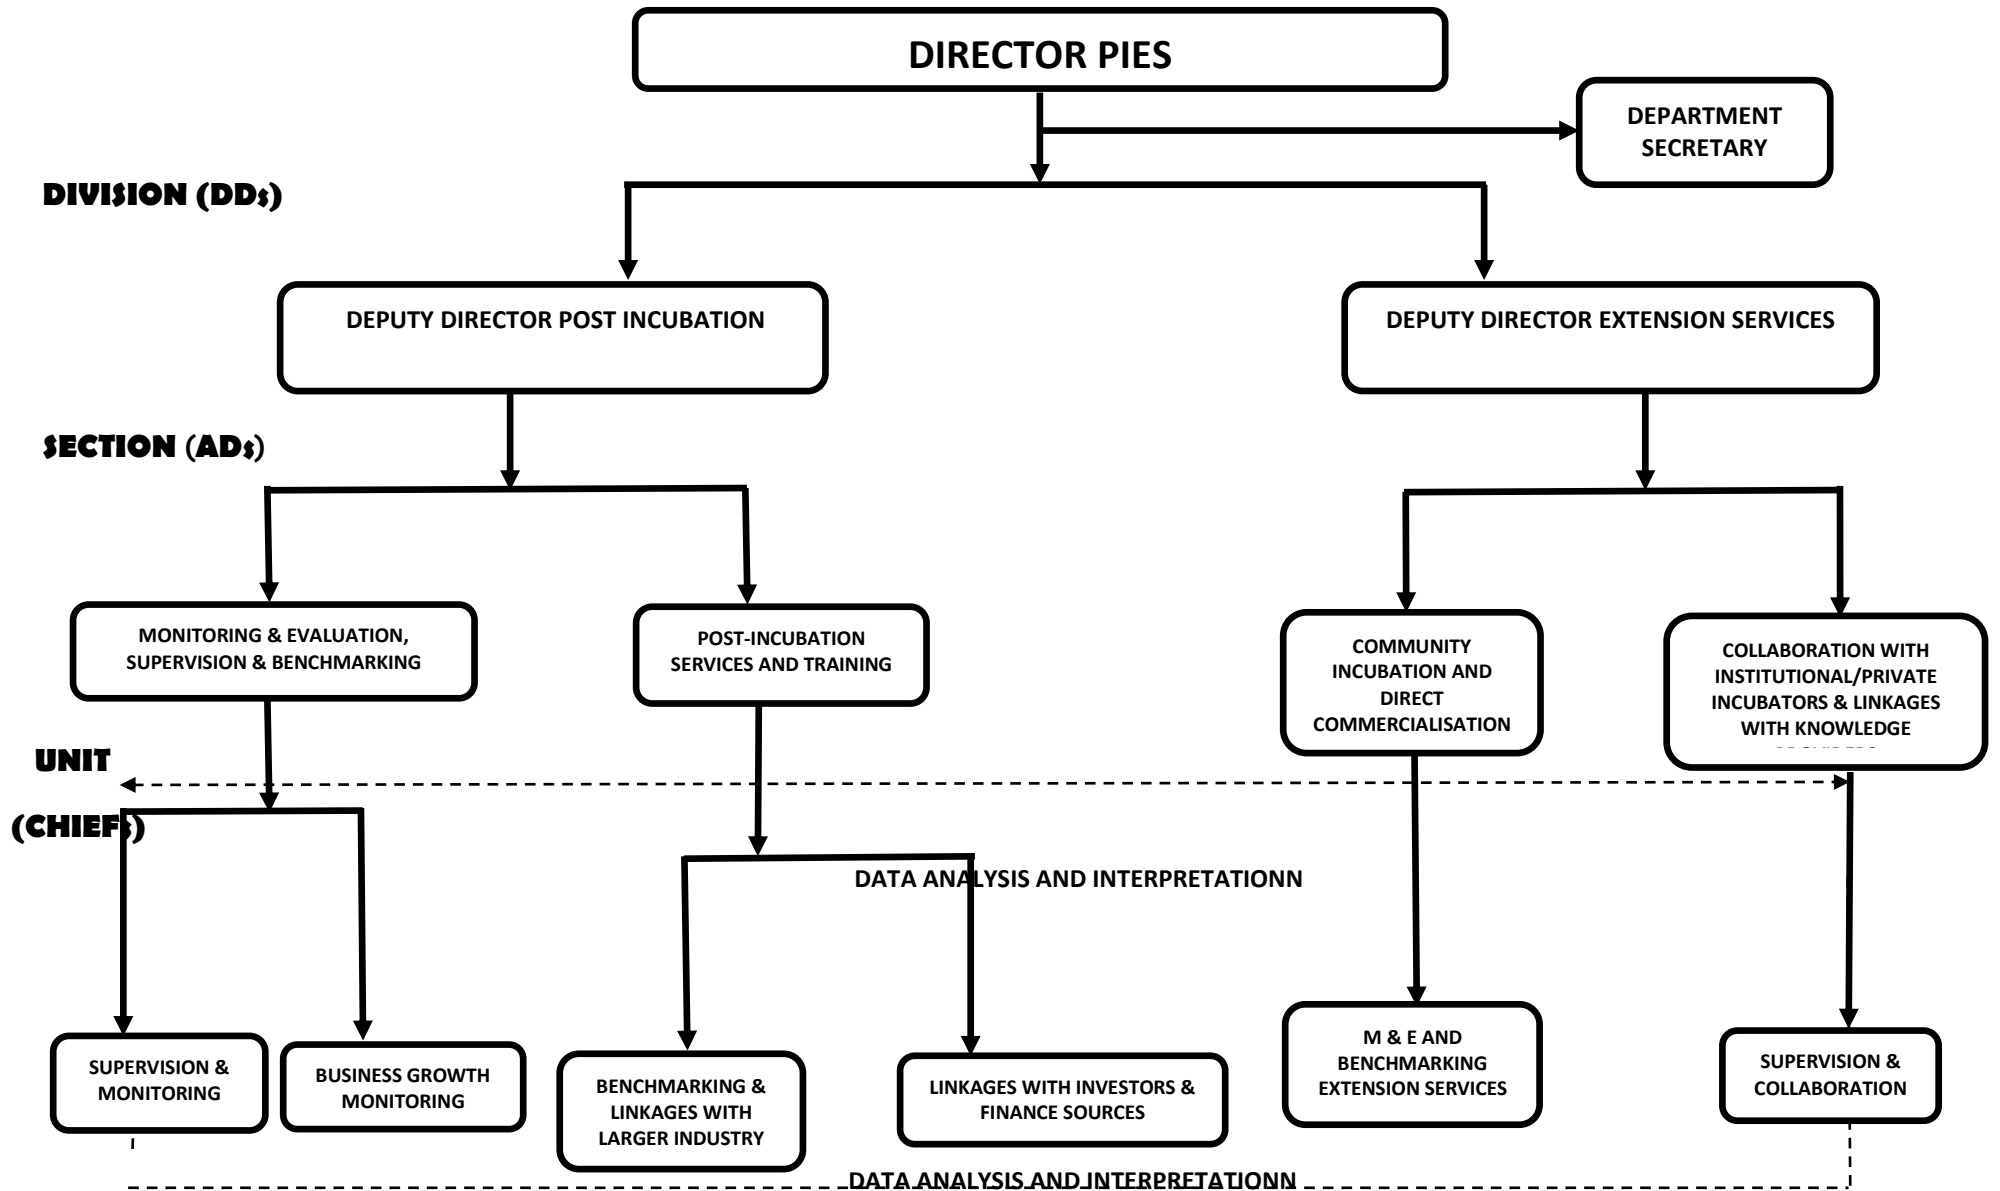 DIRECTOR PIES
DEPARTMENT
SECRETARY
DIVISION (DDs)
DEPUTY DIRECTOR POST INCUBATION
DEPUTY DIRECTOR EXTENSION SERVICES
SECTION (ADs)
MONITORING & EVALUATION,
SUPERVISION & BENCHMARKING
POST-INCUBATION
SERVICES AND TRAINING
COMMUNITY
INCUBATION AND
DIRECT
COMMERCIALISATION
COLLABORATION WITH
INSTITUTIONAL/PRIVATE
INCUBATORS & LINKAGES
WITH KNOWLEDGE
UNIT
(CHIEFs)
DATA ANALYSIS AND INTERPRETATIONN
SUPERVISION &
MONITORING
BUSINESS GROWTH
MONITORING
BENCHMARKING &
LINKAGES WITH
LARGER INDUSTRY
LINKAGES WITH INVESTORS &
FINANCE SOURCES
M & E AND
BENCHMARKING
EXTENSION SERVICES
SUPERVISION &
COLLABORATION
DATA ANALYSIS AND INTERPRETATIONN